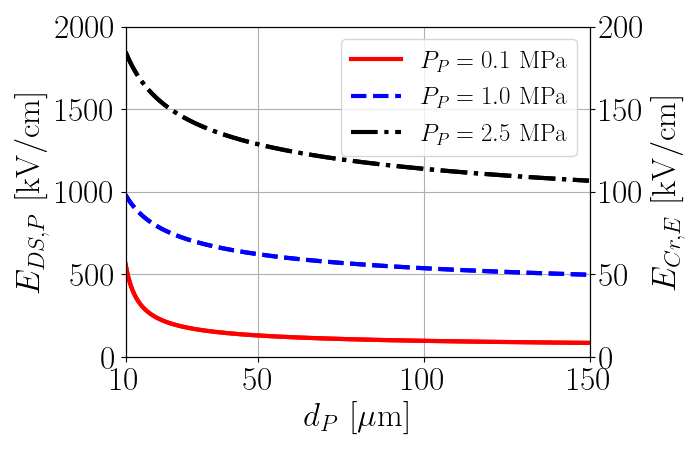 2000
1500
1000
500
0
E_{DS,P} [kV/cm]
200
150
100
50
0
E_{Cr,E} [kV/cm]
P_P = 0.1 MPa
P_P = 1.0 MPa
P_P = 2.5 MPa
10 50 100 150
d_P [μm]